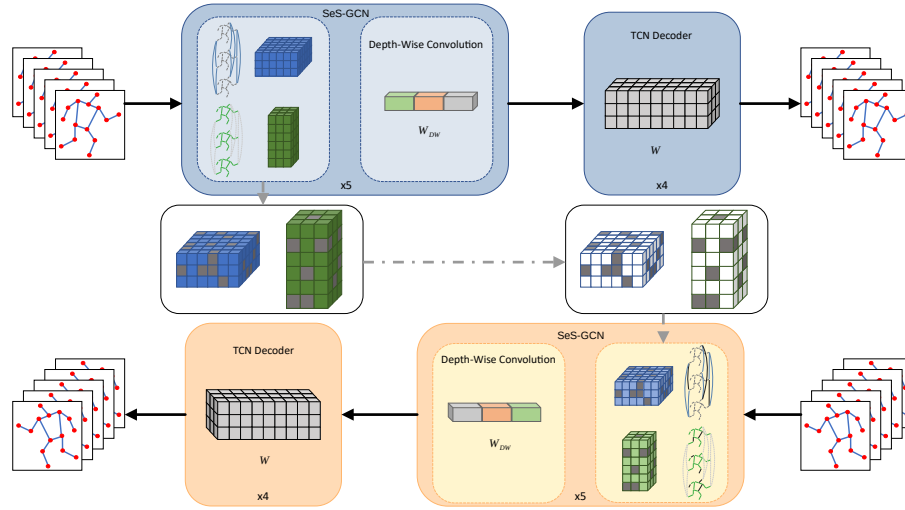 SeS-GCN
Depth-Wise Convolution
W_DW
x5
TCN Decoder
W
x4
SeS-GCN
TCN Decoder
W
x4
Depth-Wise Convolution
W_DW
x5